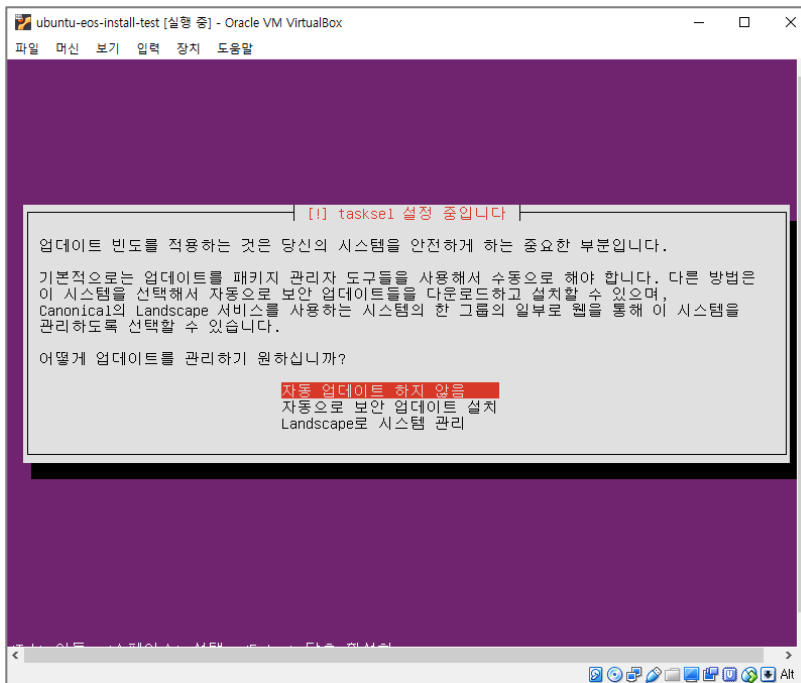 ubuntu-eos-install-test [실행 중] - Oracle VM VirtualBox
파일 머신 보기 입력 장치 도움말
[!] tasksel 설정 중입니다
업데이트 빈도를 적용하는 것은 당신의 시스템을 안전하게 하는 중요한 부분입니다.
기본적으로는 업데이트를 패키지 관리자 도구들을 사용해서 수동으로 해야 합니다. 다른 방법은
이 시스템을 선택해서 자동으로 보안 업데이트들을 다운로드하고 설치할 수 있으며,
Canonical의 Landscape 서비스를 사용하는 시스템의 한 그룹의 일부로 웹을 통해 이 시스템을
관리하도록 선택할 수 있습니다.
어떻게 업데이트를 관리하기 원하십니까?
자동 업데이트 하지 않음
자동으로 보안 업데이트 설치
Landscape로 시스템 관리
Alt